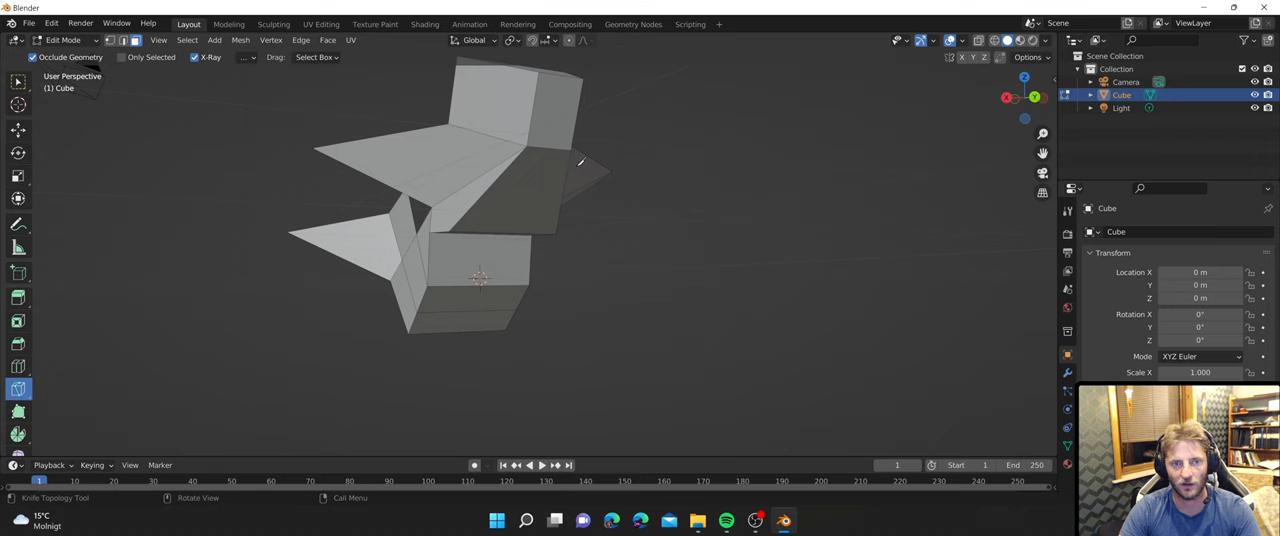 Blender
File Edit Render Window Help Layout Modeling Sculpting UV Editing Texture Paint Shading Animation Rendering Compositing Geometry Nodes Scripting + Scene ViewLayer
Edit Mode View Select Add Mesh Vertex Edge Face UV Global
Occlude Geometry Only Selected X-Ray ... Drag: Select Box X Y Z Options
User Perspective
(1) Cube
Z
X Y
Scene Collection
Collection
Camera
Cube
Light
Cube
Cube
Transform
Location X 0 m
Y 0 m
Z 0 m
Rotation X 0°
Y 0°
Z 0°
Mode XYZ Euler
Scale X 1.000
Playback Keying View Marker 1 Start 1 End 250
1 10 20 30 40 50 60 70 80 90 100 110 120 130 140 150 160 170 180 190 200 210 220 230 240 250
Knife Topology Tool Rotate View Call Menu
15°C
Molnigt